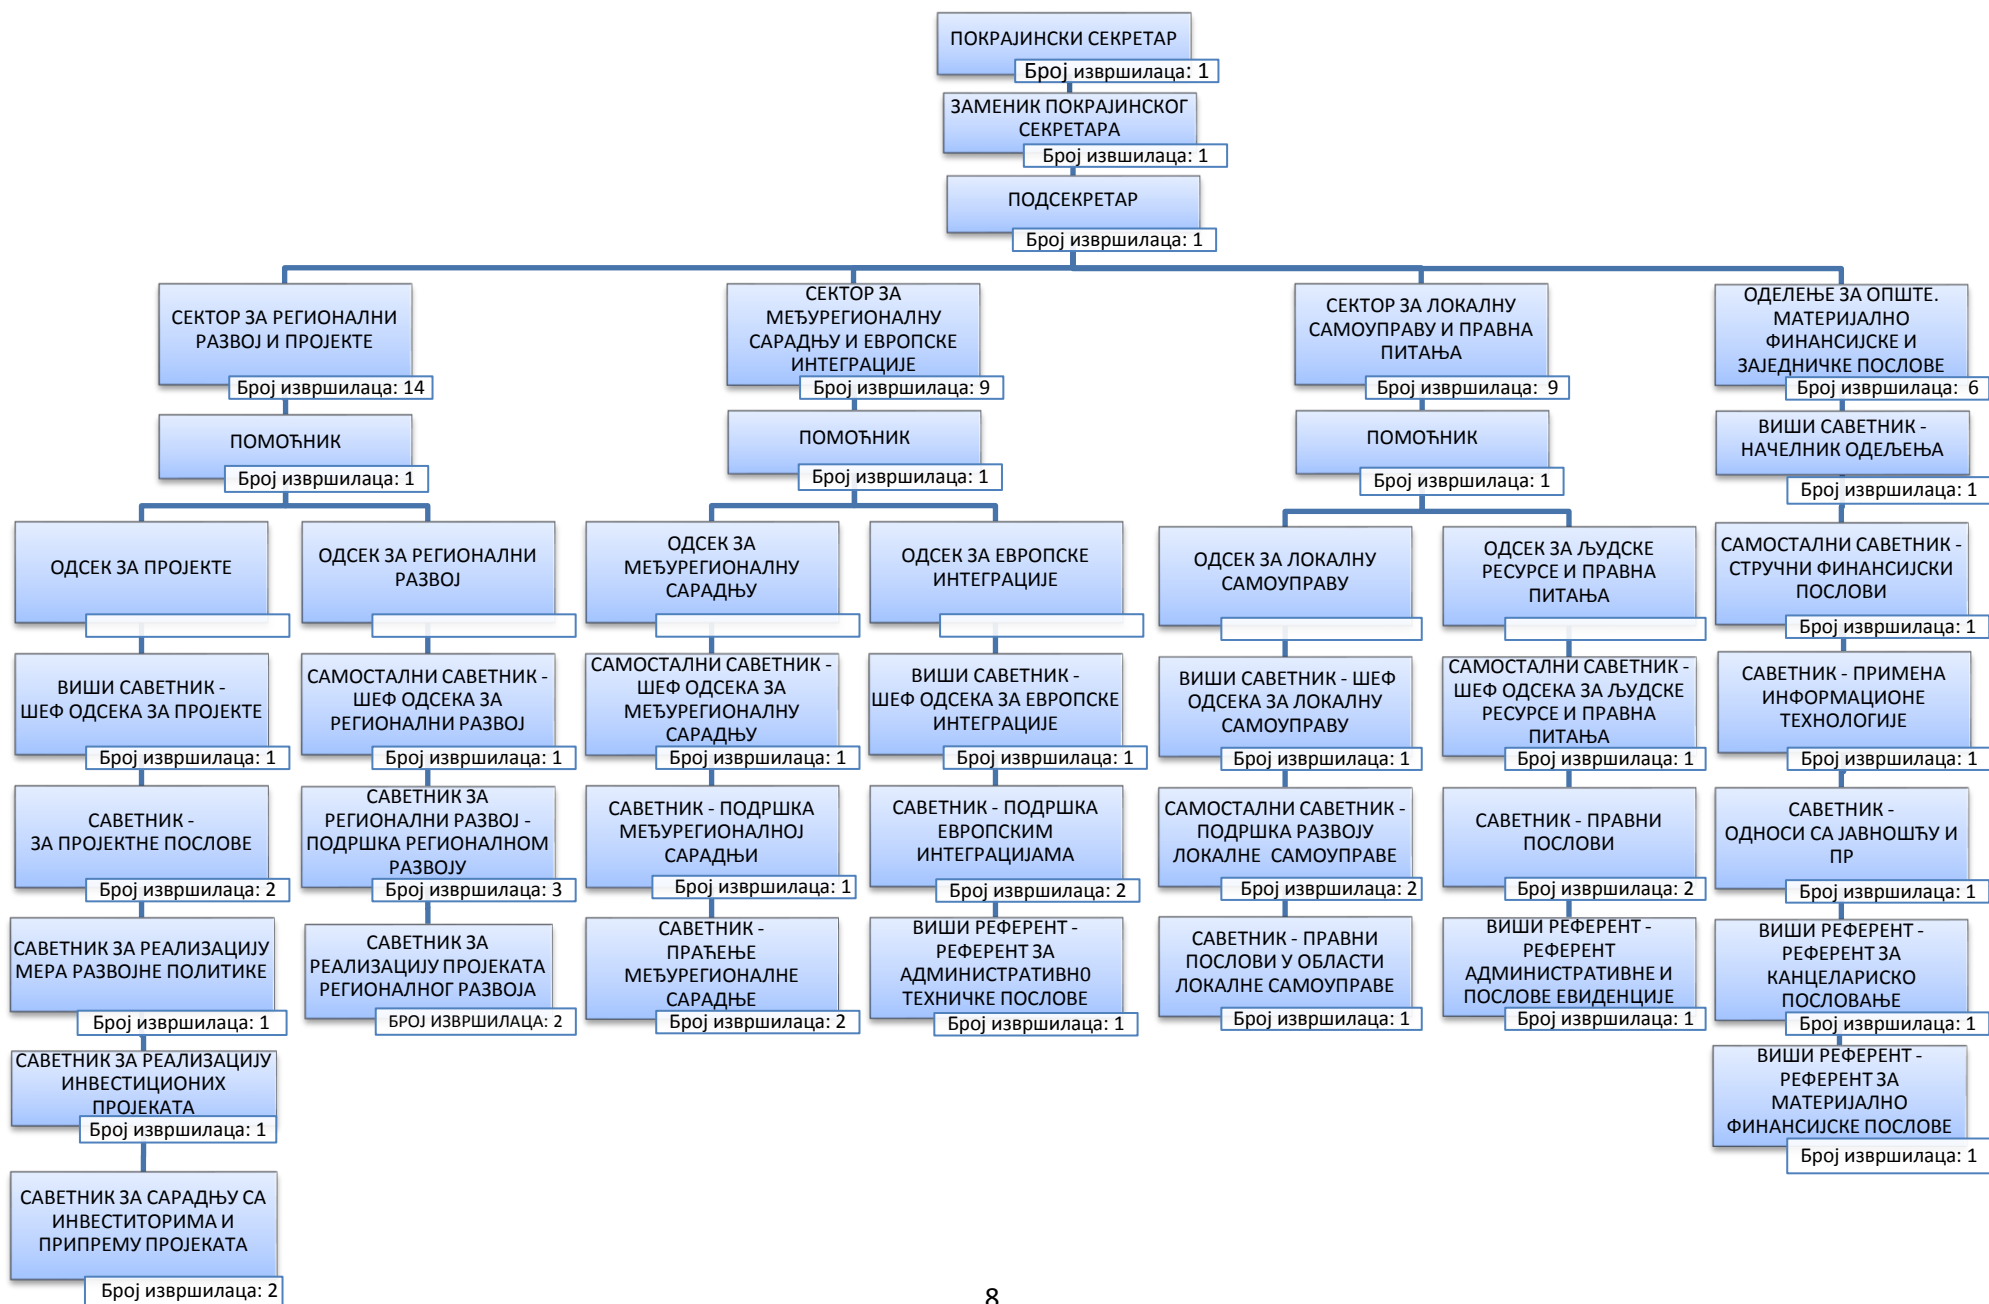 ПОКРАЈИНСКИ СЕКРЕТАР
Број извршилаца: 1
ЗАМЕНИК ПОКРАЈИНСКОГ
СЕКРЕТАРА
Број извшилаца: 1
ПОДСЕКРЕТАР
Број извршилаца: 1
СЕКТОР ЗА РЕГИОНАЛНИ
РАЗВОЈ И ПРОЈЕКТЕ
Број извршилаца: 14
ПОМОЋНИК
Број извршилаца: 1
ОДСЕК ЗА ПРОЈЕКТЕ
ВИШИ САВЕТНИК -
ШЕФ ОДСЕКА ЗА ПРОЈЕКТЕ
Број извршилаца: 1
САВЕТНИК -
ЗА ПРОЈЕКТНЕ ПОСЛОВЕ
Број извршилаца: 2
САВЕТНИК ЗА РЕАЛИЗАЦИЈУ
МЕРА РАЗВОЈНЕ ПОЛИТИКЕ
Број извршилаца: 1
САВЕТНИК ЗА РЕАЛИЗАЦИЈУ
ИНВЕСТИЦИОНИХ
ПРОЈЕКАТА
Број извршилаца: 1
САВЕТНИК ЗА САРАДЊУ СА
ИНВЕСТИТОРИМА И
ПРИПРЕМУ ПРОЈЕКАТА
Број извршилаца: 2
ОДСЕК ЗА РЕГИОНАЛНИ
РАЗВОЈ
САМОСТАЛНИ САВЕТНИК -
ШЕФ ОДСЕКА ЗА
РЕГИОНАЛНИ РАЗВОЈ
Број извршилаца: 1
САВЕТНИК ЗА
РЕГИОНАЛНИ РАЗВОЈ -
ПОДРШКА РЕГИОНАЛНОМ
РАЗВОЈУ
Број извршилаца: 3
САВЕТНИК ЗА
РЕАЛИЗАЦИЈУ ПРОЈЕКАТА
РЕГИОНАЛНОГ РАЗВОЈА
БРОЈ ИЗВРШИЛАЦА: 2
СЕКТОР ЗА
МЕЂУРЕГИОНАЛНУ
САРАДЊУ И ЕВРОПСКЕ
ИНТЕГРАЦИЈЕ
Број извршилаца: 9
ПОМОЋНИК
Број извршилаца: 1
ОДСЕК ЗА
МЕЂУРЕГИОНАЛНУ
САРАДЊУ
САМОСТАЛНИ САВЕТНИК -
ШЕФ ОДСЕКА ЗА
МЕЂУРЕГИОНАЛНУ
САРАДЊУ
Број извршилаца: 1
САВЕТНИК - ПОДРШКА
МЕЂУРЕГИОНАЛНОЈ
САРАДЊИ
Број извршилаца: 1
САВЕТНИК -
ПРАЋЕЊЕ
МЕЂУРЕГИОНАЛНЕ
САРАДЊЕ
Број извршилаца: 2
ОДСЕК ЗА ЕВРОПСКЕ
ИНТЕГРАЦИЈЕ
ВИШИ САВЕТНИК -
ШЕФ ОДСЕКА ЗА ЕВРОПСКЕ
ИНТЕГРАЦИЈЕ
Број извршилаца: 1
САВЕТНИК - ПОДРШКА
ЕВРОПСКИМ
ИНТЕГРАЦИЈАМА
Број извршилаца: 2
ВИШИ РЕФЕРЕНТ -
РЕФЕРЕНТ ЗА
АДМИНИСТРАТИВН0
ТЕХНИЧКЕ ПОСЛОВЕ
Број извршилаца: 1
СЕКТОР ЗА ЛОКАЛНУ
САМОУПРАВУ И ПРАВНА
ПИТАЊА
Број извршилаца: 9
ПОМОЋНИК
Број извршилаца: 1
ОДСЕК ЗА ЛОКАЛНУ
САМОУПРАВУ
ВИШИ САВЕТНИК - ШЕФ
ОДСЕКА ЗА ЛОКАЛНУ
САМОУПРАВУ
Број извршилаца: 1
САМОСТАЛНИ САВЕТНИК -
ПОДРШКА РАЗВОЈУ
ЛОКАЛНЕ САМОУПРАВЕ
Број извршилаца: 2
САВЕТНИК - ПРАВНИ
ПОСЛОВИ У ОБЛАСТИ
ЛОКАЛНЕ САМОУПРАВЕ
Број извршилаца: 1
ОДСЕК ЗА ЉУДСКЕ
РЕСУРСЕ И ПРАВНА
ПИТАЊА
САМОСТАЛНИ САВЕТНИК -
ШЕФ ОДСЕКА ЗА ЉУДСКЕ
РЕСУРСЕ И ПРАВНА
ПИТАЊА
Број извршилаца: 1
САВЕТНИК - ПРАВНИ
ПОСЛОВИ
Број извршилаца: 2
ВИШИ РЕФЕРЕНТ -
РЕФЕРЕНТ
АДМИНИСТРАТИВНЕ И
ПОСЛОВЕ ЕВИДЕНЦИЈЕ
Број извршилаца: 1
ОДЕЛЕЊЕ ЗА ОПШТЕ.
МАТЕРИЈАЛНО
ФИНАНСИЈСКЕ И
ЗАЈЕДНИЧКЕ ПОСЛОВЕ
Број извршилаца: 6
ВИШИ САВЕТНИК -
НАЧЕЛНИК ОДЕЉЕЊА
Број извршилаца: 1
САМОСТАЛНИ САВЕТНИК -
СТРУЧНИ ФИНАНСИЈСКИ
ПОСЛОВИ
Број извршилаца: 1
САВЕТНИК - ПРИМЕНА
ИНФОРМАЦИОНЕ
ТЕХНОЛОГИЈЕ
Број извршилаца: 1
САВЕТНИК -
ОДНОСИ СА ЈАВНОШЋУ И
ПР
Број извршилаца: 1
ВИШИ РЕФЕРЕНТ -
РЕФЕРЕНТ ЗА
КАНЦЕЛАРИСКО
ПОСЛОВАЊЕ
Број извршилаца: 1
ВИШИ РЕФЕРЕНТ -
РЕФЕРЕНТ ЗА
МАТЕРИЈАЛНО
ФИНАНСИЈСКЕ ПОСЛОВЕ
Број извршилаца: 1
8